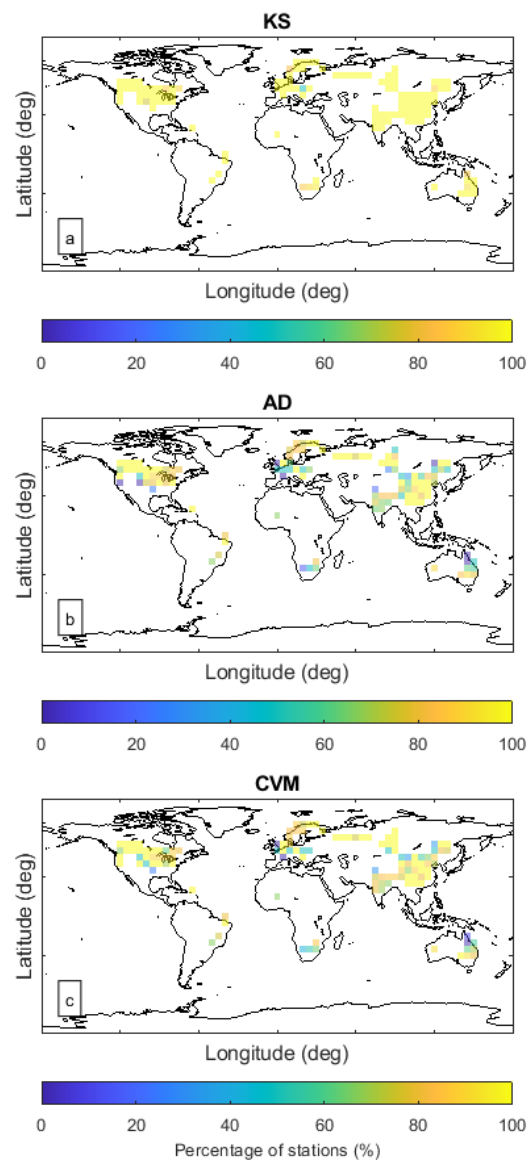 KS
Latitude (deg)
a
Longitude (deg)
0 20 40 60 80 100
AD
Latitude (deg)
b
Longitude (deg)
0 20 40 60 80 100
CVM
Latitude (deg)
c
Longitude (deg)
0 20 40 60 80 100
Percentage of stations (%)